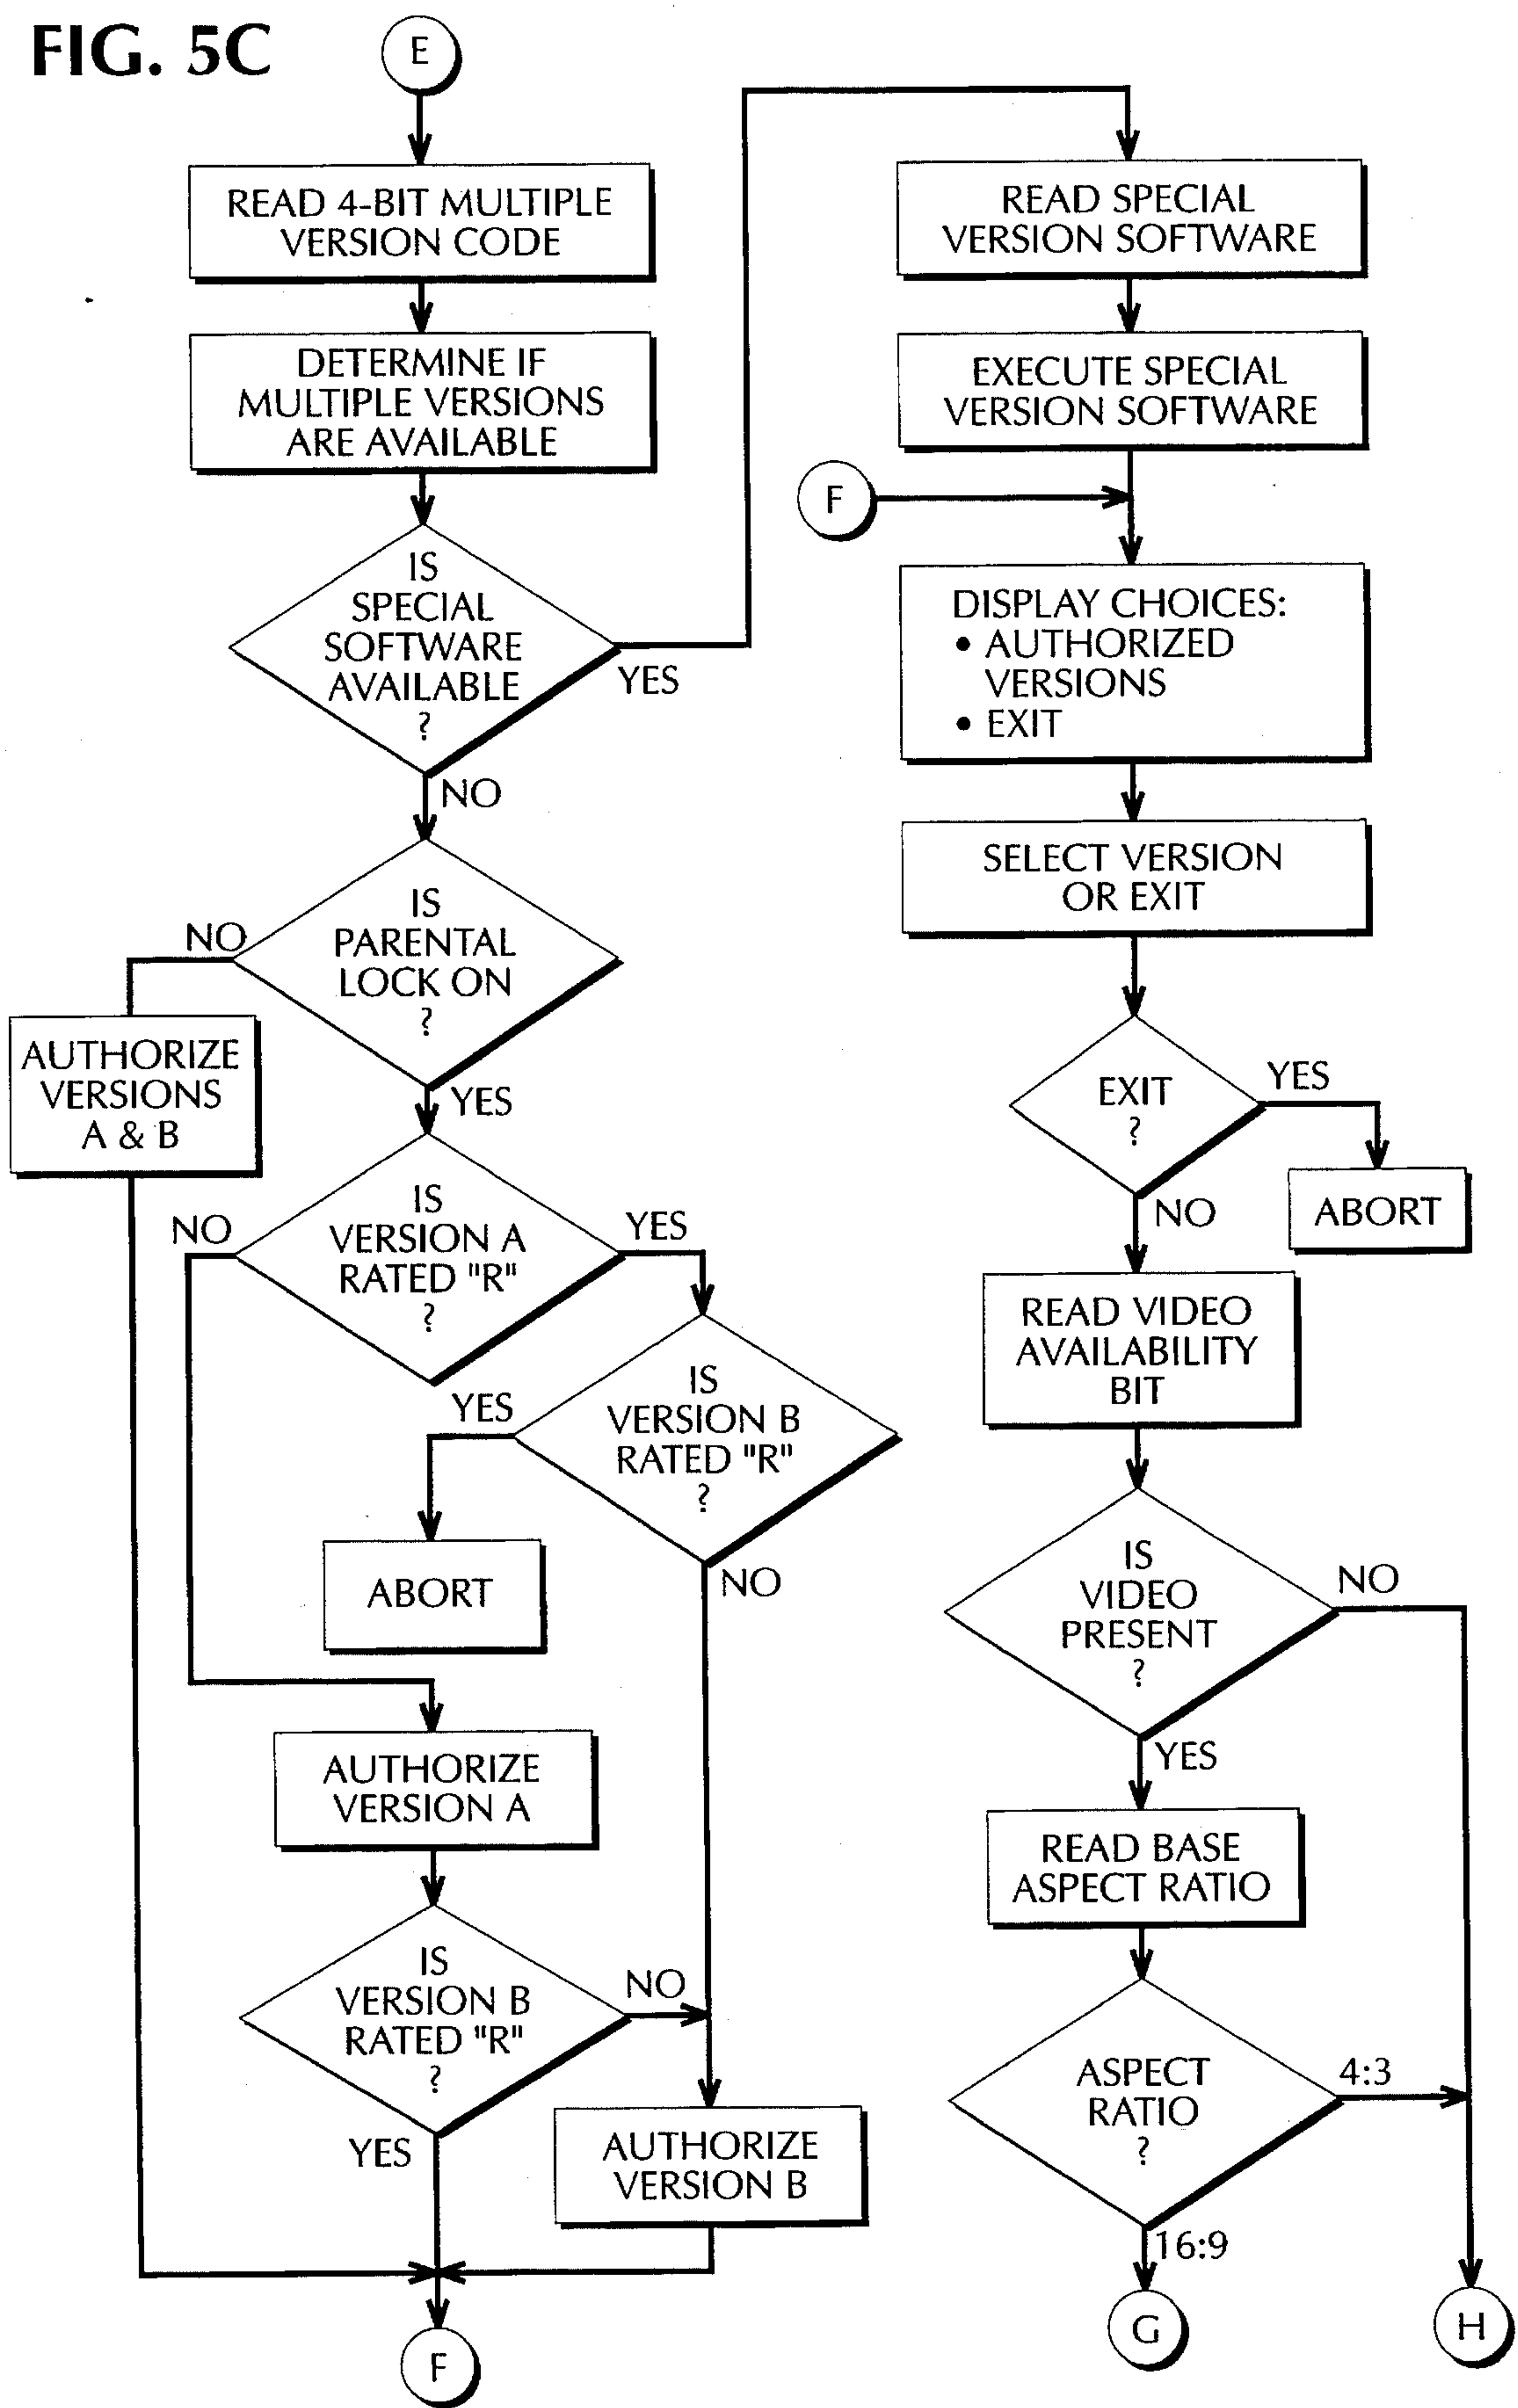 FIG. 5C
E
READ 4-BIT MULTIPLE
VERSION CODE
DETERMINE IF
MULTIPLE VERSIONS
ARE AVAILABLE
IS
SPECIAL
SOFTWARE
AVAILABLE
?
YES
NO
IS
PARENTAL
LOCK ON
?
NO
YES
AUTHORIZE
VERSIONS
A & B
IS
VERSION A
RATED "R"
?
NO
YES
IS
VERSION B
RATED "R"
?
YES
NO
ABORT
AUTHORIZE
VERSION A
IS
VERSION B
RATED "R"
?
NO
YES
AUTHORIZE
VERSION B
F
READ SPECIAL
VERSION SOFTWARE
EXECUTE SPECIAL
VERSION SOFTWARE
F
DISPLAY CHOICES:
• AUTHORIZED
VERSIONS
• EXIT
SELECT VERSION
OR EXIT
EXIT
?
YES
NO
ABORT
READ VIDEO
AVAILABILITY
BIT
IS
VIDEO
PRESENT
?
NO
YES
READ BASE
ASPECT RATIO
ASPECT
RATIO
?
4:3
16:9
G
H